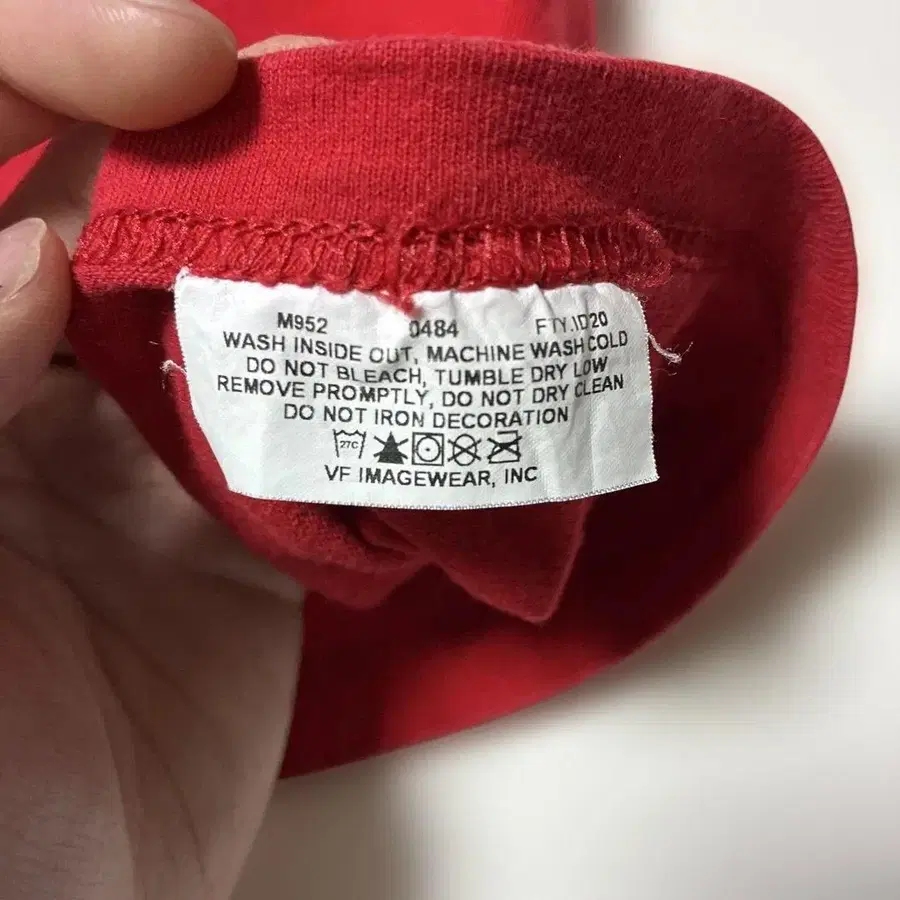 M952 0484 FTY.ID20
WASH INSIDE OUT, MACHINE WASH COLD
DO NOT BLEACH, TUMBLE DRY LOW
REMOVE PROMPTLY, DO NOT DRY CLEAN
DO NOT IRON DECORATION
27C
VF IMAGEWEAR, INC